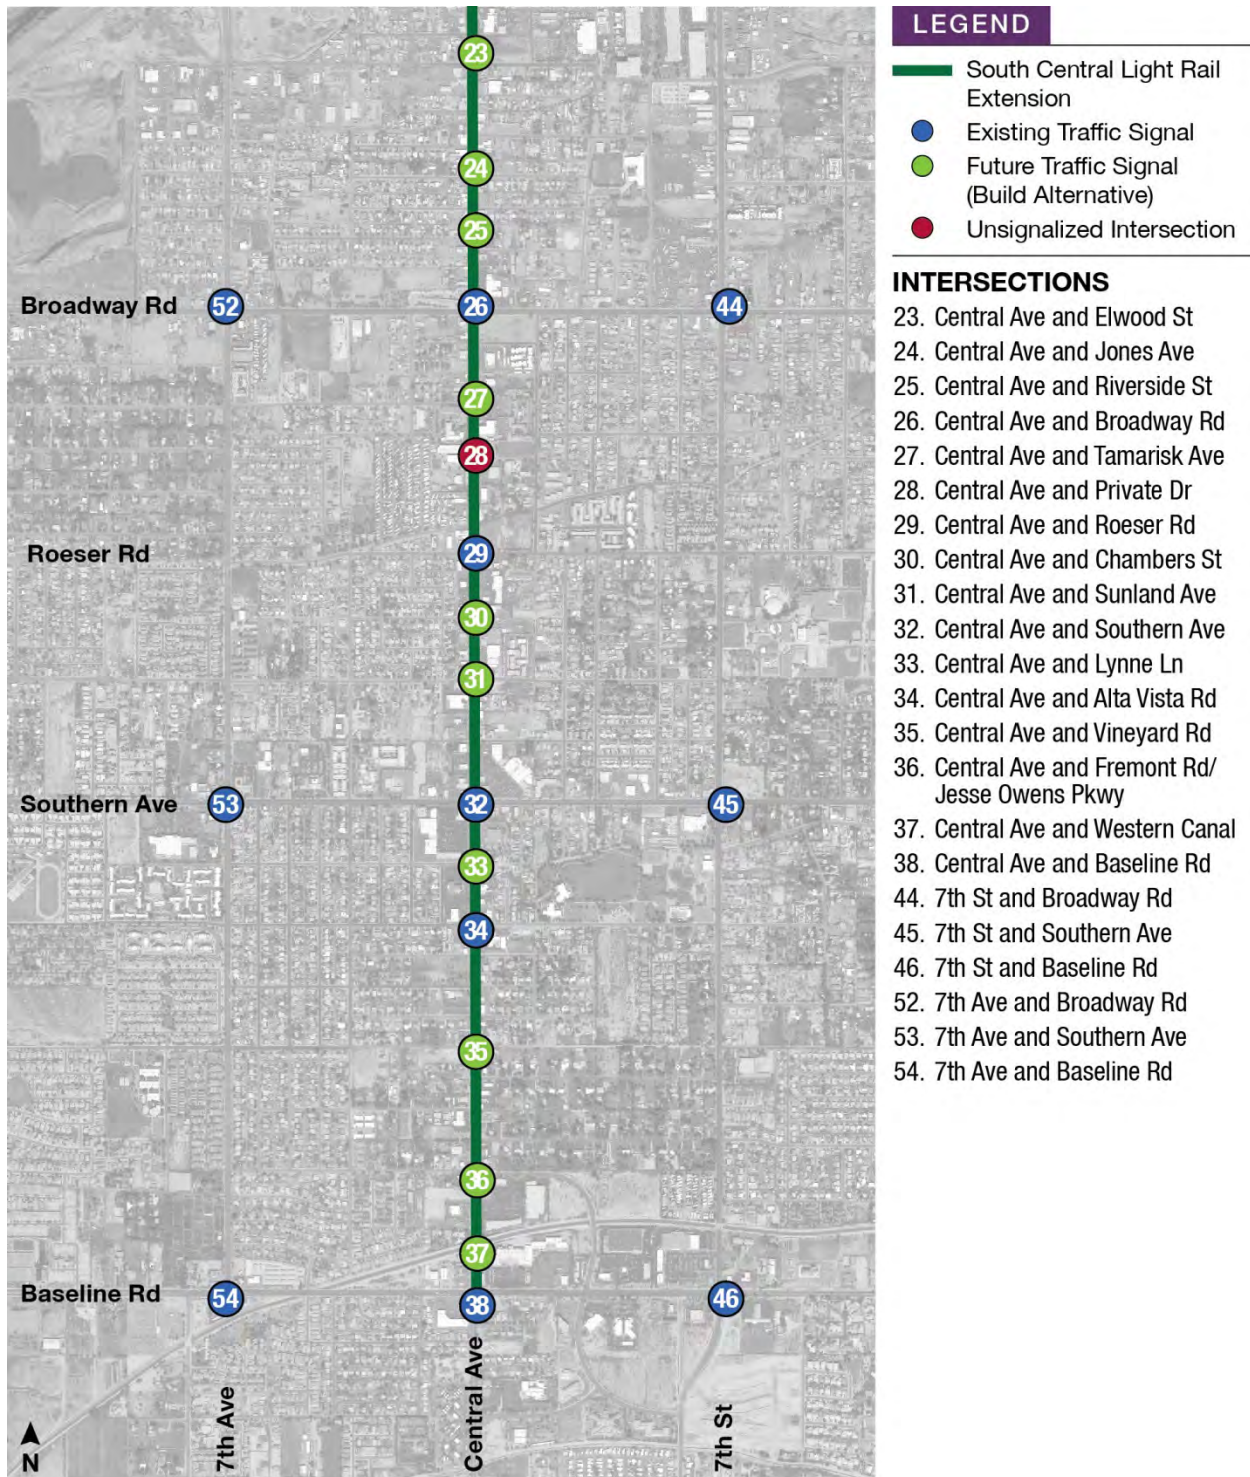 23
24
25
Broadway Rd 52 26 44
27
28
Roeser Rd 29
30
31
Southern Ave 53 32 45
33
34
35
36
37
Baseline Rd 54 38 46
7th Ave
Central Ave
7th St
N
LEGEND
South Central Light Rail
Extension
Existing Traffic Signal
Future Traffic Signal
(Build Alternative)
Unsignalized Intersection
INTERSECTIONS
23. Central Ave and Elwood St
24. Central Ave and Jones Ave
25. Central Ave and Riverside St
26. Central Ave and Broadway Rd
27. Central Ave and Tamarisk Ave
28. Central Ave and Private Dr
29. Central Ave and Roeser Rd
30. Central Ave and Chambers St
31. Central Ave and Sunland Ave
32. Central Ave and Southern Ave
33. Central Ave and Lynne Ln
34. Central Ave and Alta Vista Rd
35. Central Ave and Vineyard Rd
36. Central Ave and Fremont Rd/
Jesse Owens Pkwy
37. Central Ave and Western Canal
38. Central Ave and Baseline Rd
44. 7th St and Broadway Rd
45. 7th St and Southern Ave
46. 7th St and Baseline Rd
52. 7th Ave and Broadway Rd
53. 7th Ave and Southern Ave
54. 7th Ave and Baseline Rd